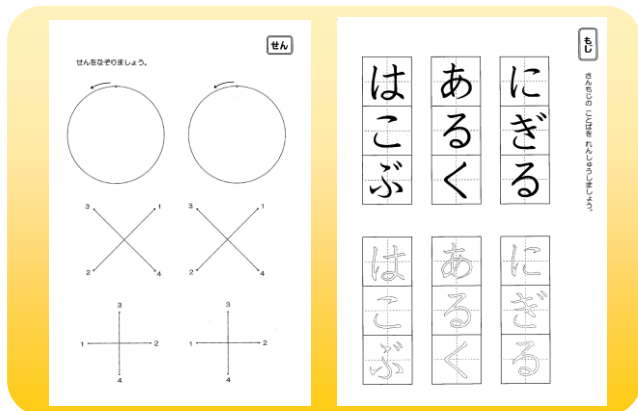 せん
せんをなぞりましょう。
3 1
2 4
3 1
2 4
3
1 2
4
3
1 2
4
もじ
さんもじの ことばを れんしゅうしましょう。
にぎる
あるく
はこぶ
にぎる
あるく
はこぶ